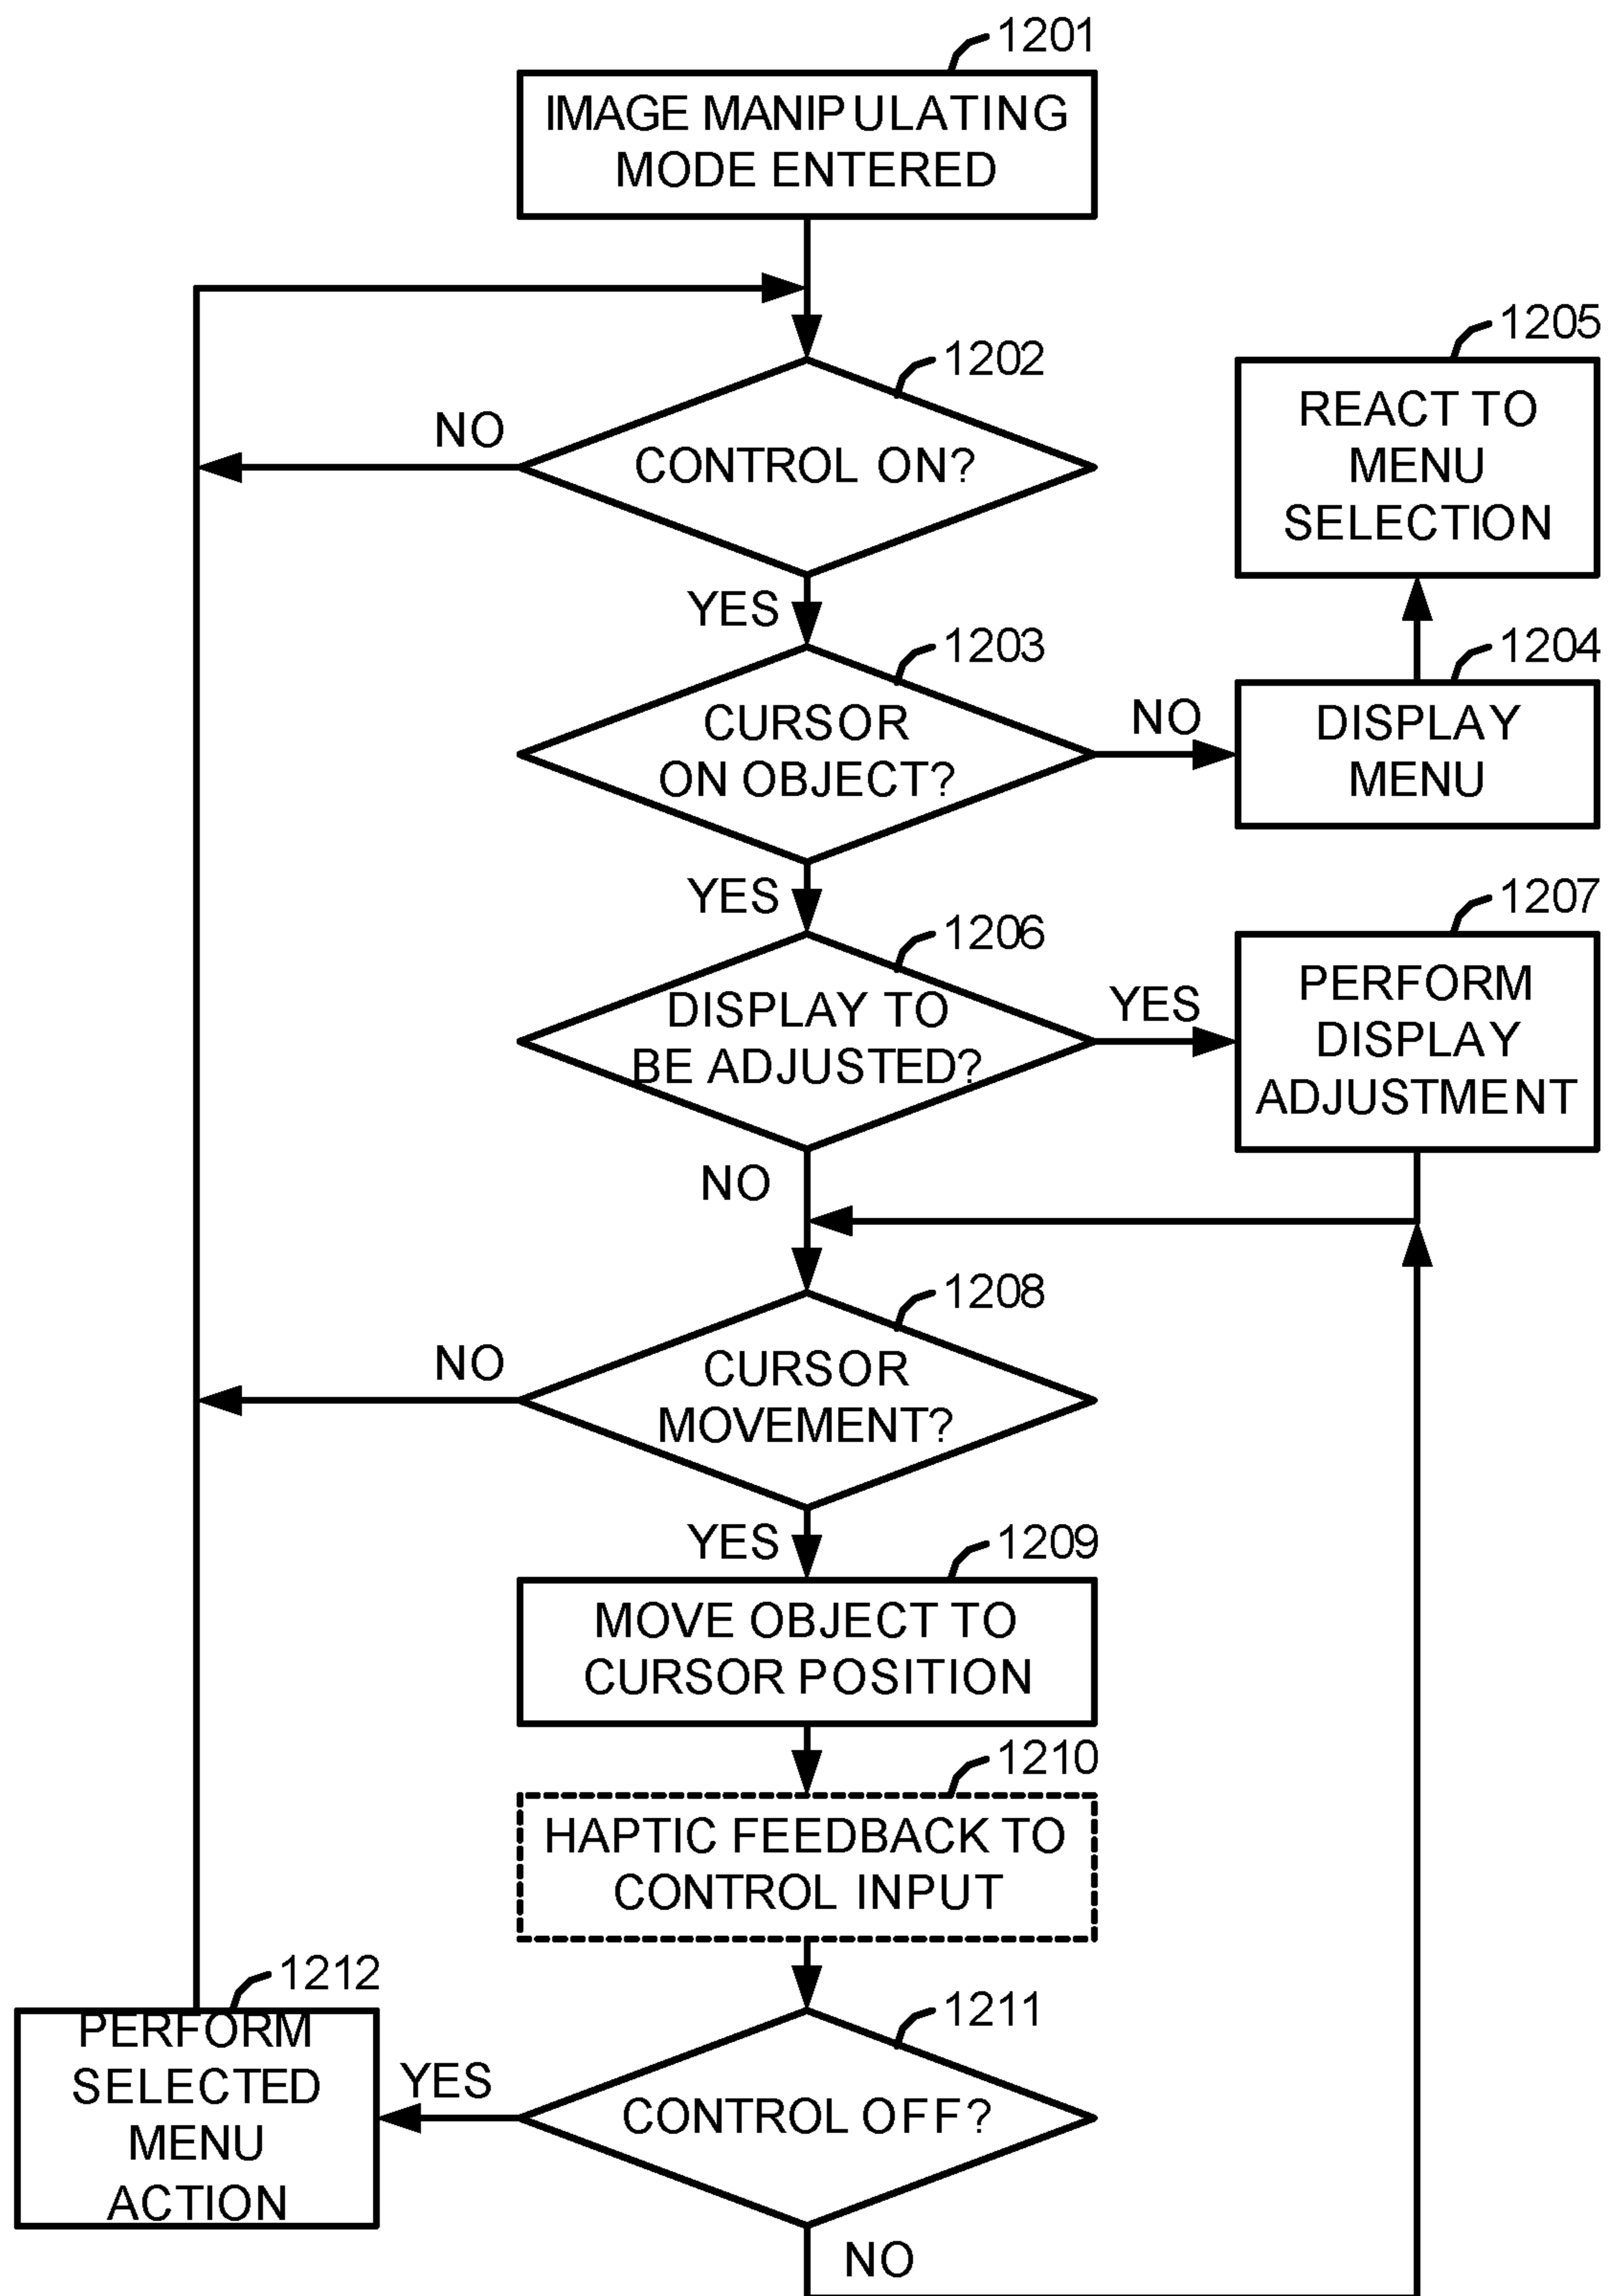 1201
IMAGE MANIPULATING
MODE ENTERED
1202
NO
CONTROL ON?
YES
1205
REACT TO
MENU
SELECTION
1203
CURSOR
ON OBJECT?
NO
1204
DISPLAY
MENU
YES
1206
DISPLAY TO
BE ADJUSTED?
YES
1207
PERFORM
DISPLAY
ADJUSTMENT
NO
1208
NO
CURSOR
MOVEMENT?
YES
1209
MOVE OBJECT TO
CURSOR POSITION
1210
HAPTIC FEEDBACK TO
CONTROL INPUT
1211
CONTROL OFF?
YES
1212
PERFORM
SELECTED
MENU
ACTION
NO